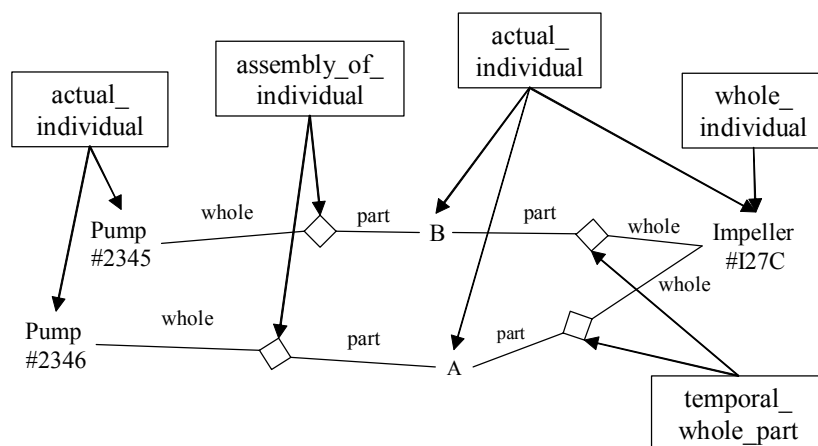 actual_
individual
assembly_of_
individual
actual_
individual
whole_
individual
Pump
#2345
whole
part
B
part
whole
Impeller
#I27C
whole
Pump
#2346
whole
part
A
part
temporal_
whole_part